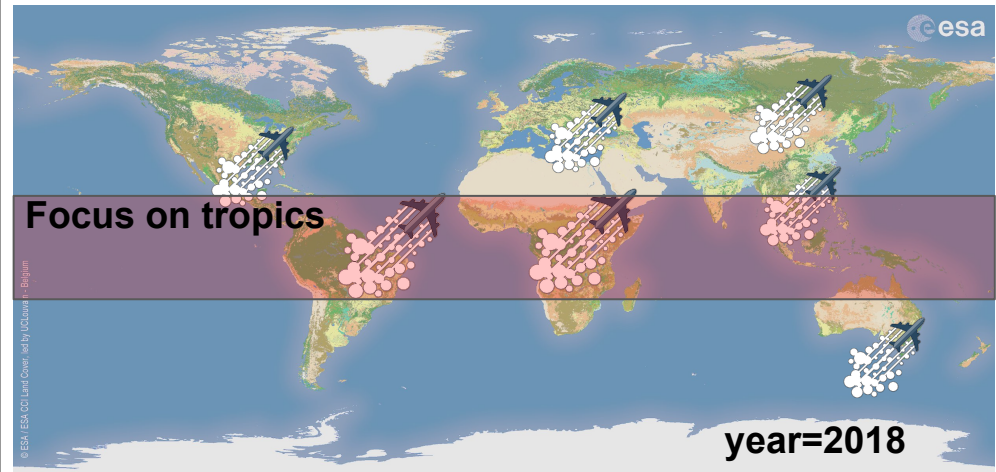 esa
Focus on tropics
© ESA / ESA CCI Land Cover, led by UCLouvain - Belgium
year=2018